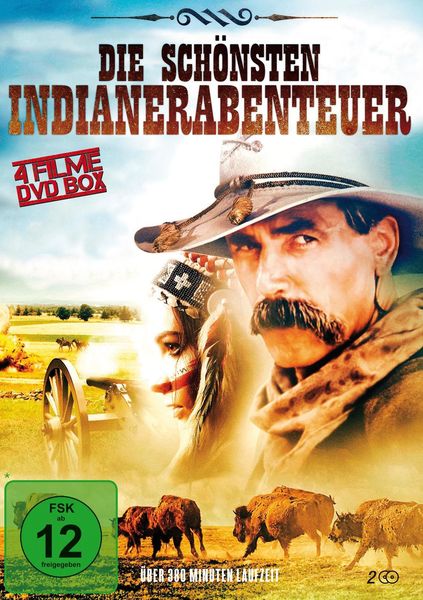 DIE SCHÖNSTEN
INDIANERABENTEUER
4 FILME
DVD BOX
*
FSK
ab
12
freigegeben
ÜBER 380 MINUTEN LAUFZEIT
2